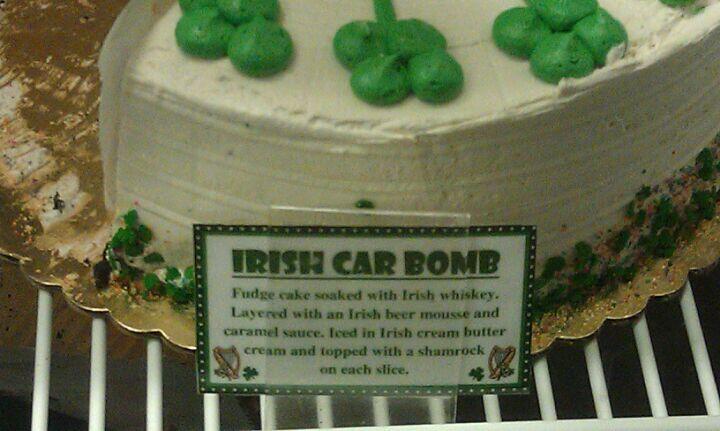 IRISH CAR BOMB
Fudge cake soaked with Irish whiskey.
Layered with an Irish beer mousse and
caramel sauce. Iced in Irish cream butter
cream and topped with a shamrock
on each slice.